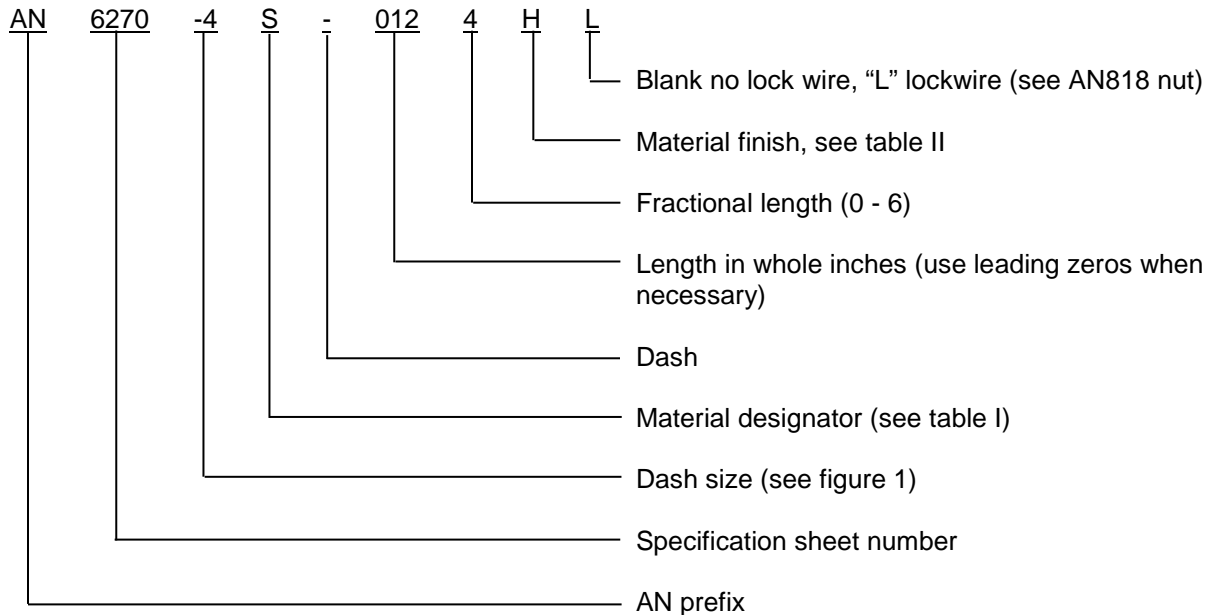 AN 6270 -4 S - 012 4 H L
Blank no lock wire, “L” lockwire (see AN818 nut)
Material finish, see table II
Fractional length (0 - 6)
Length in whole inches (use leading zeros when
necessary)
Dash
Material designator (see table I)
Dash size (see figure 1)
Specification sheet number
AN prefix